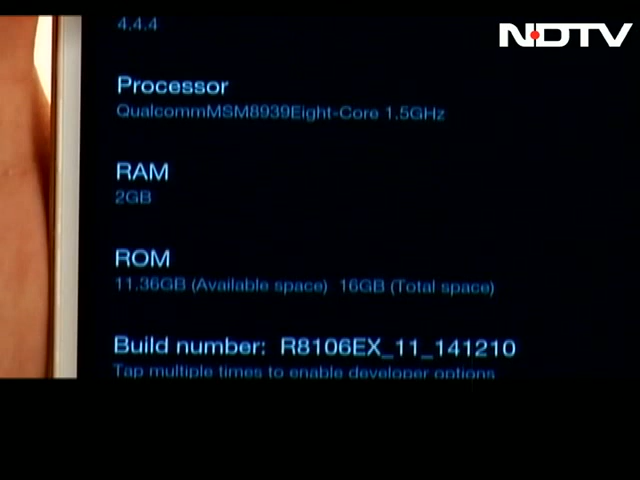 NDTV
4.4.4
Processor
QualcommMSM8939Eight-Core 1.5GHz
RAM
2GB
ROM
11.36GB (Available space) 16GB (Total space)
Build number: R8106EX_11_141210
Tap multiple times to enable developer options